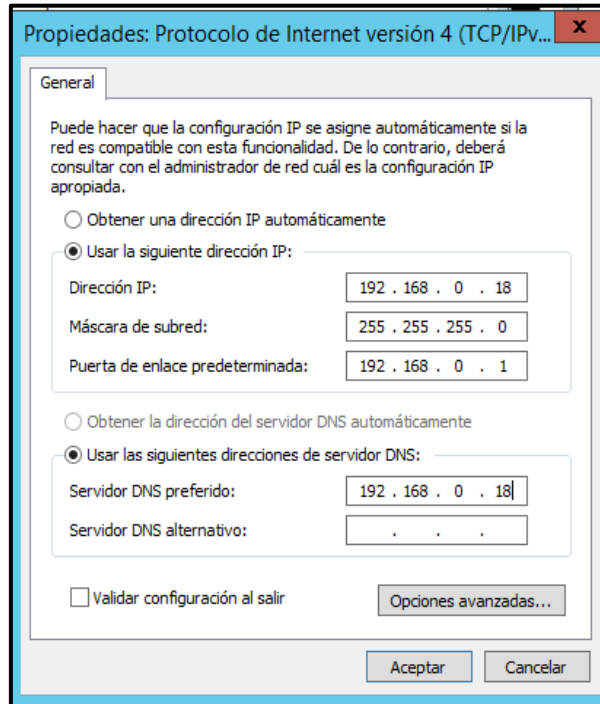 Propiedades: Protocolo de Internet versión 4 (TCP/IPv... x
General
Puede hacer que la configuración IP se asigne automáticamente si la
red es compatible con esta funcionalidad. De lo contrario, deberá
consultar con el administrador de red cuál es la configuración IP
apropiada.
Obtener una dirección IP automáticamente
Usar la siguiente dirección IP:
Dirección IP: 192 . 168 . 0 . 18
Máscara de subred: 255 . 255 . 255 . 0
Puerta de enlace predeterminada: 192 . 168 . 0 . 1
Obtener la dirección del servidor DNS automáticamente
Usar las siguientes direcciones de servidor DNS:
Servidor DNS preferido: 192 . 168 . 0 . 18
Servidor DNS alternativo: . . .
Validar configuración al salir Opciones avanzadas...
Aceptar Cancelar